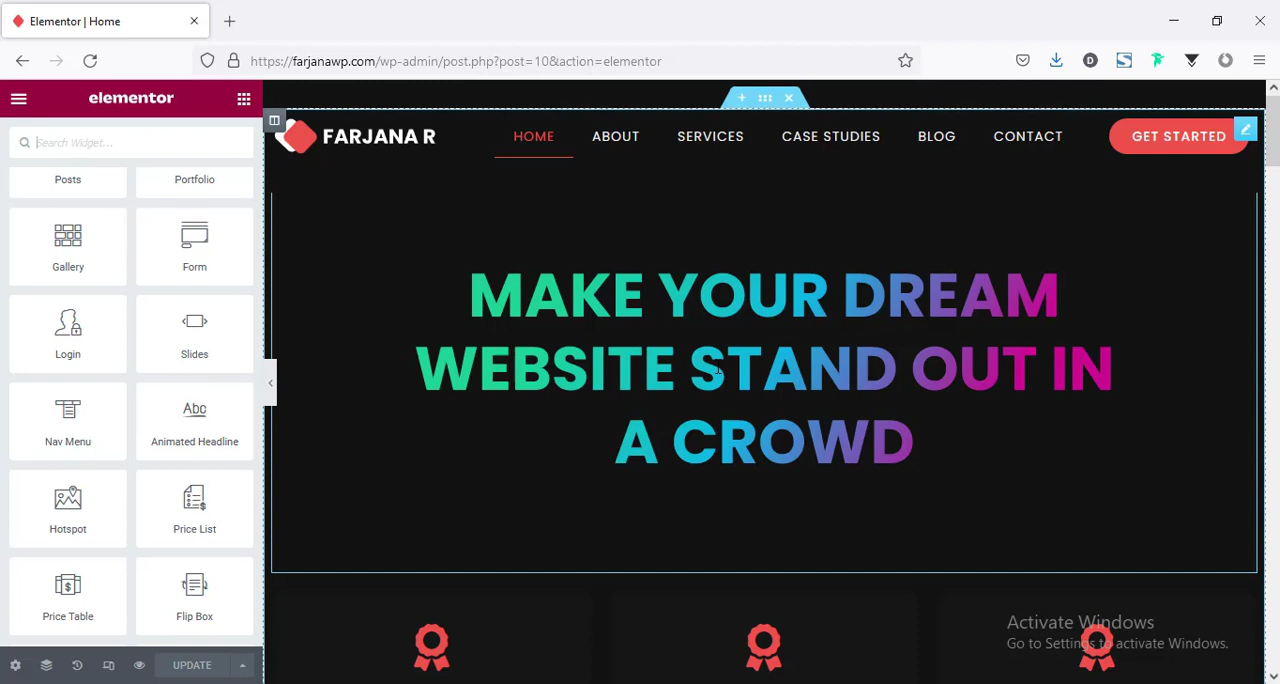 Elementor | Home
https://farjanawp.com/wp-admin/post.php?post=10&action=elementor
D
S
elementor
Search Widget...
Posts
Portfolio
Gallery
Form
Login
Slides
Nav Menu
Abc
Animated Headline
Hotspot
$
Price List
$
Price Table
Flip Box
UPDATE
FARJANA R
HOME
ABOUT
SERVICES
CASE STUDIES
BLOG
CONTACT
GET STARTED
MAKE YOUR DREAM
WEBSITE STAND OUT IN
A CROWD
Activate Windows
Go to Settings to activate Windows.